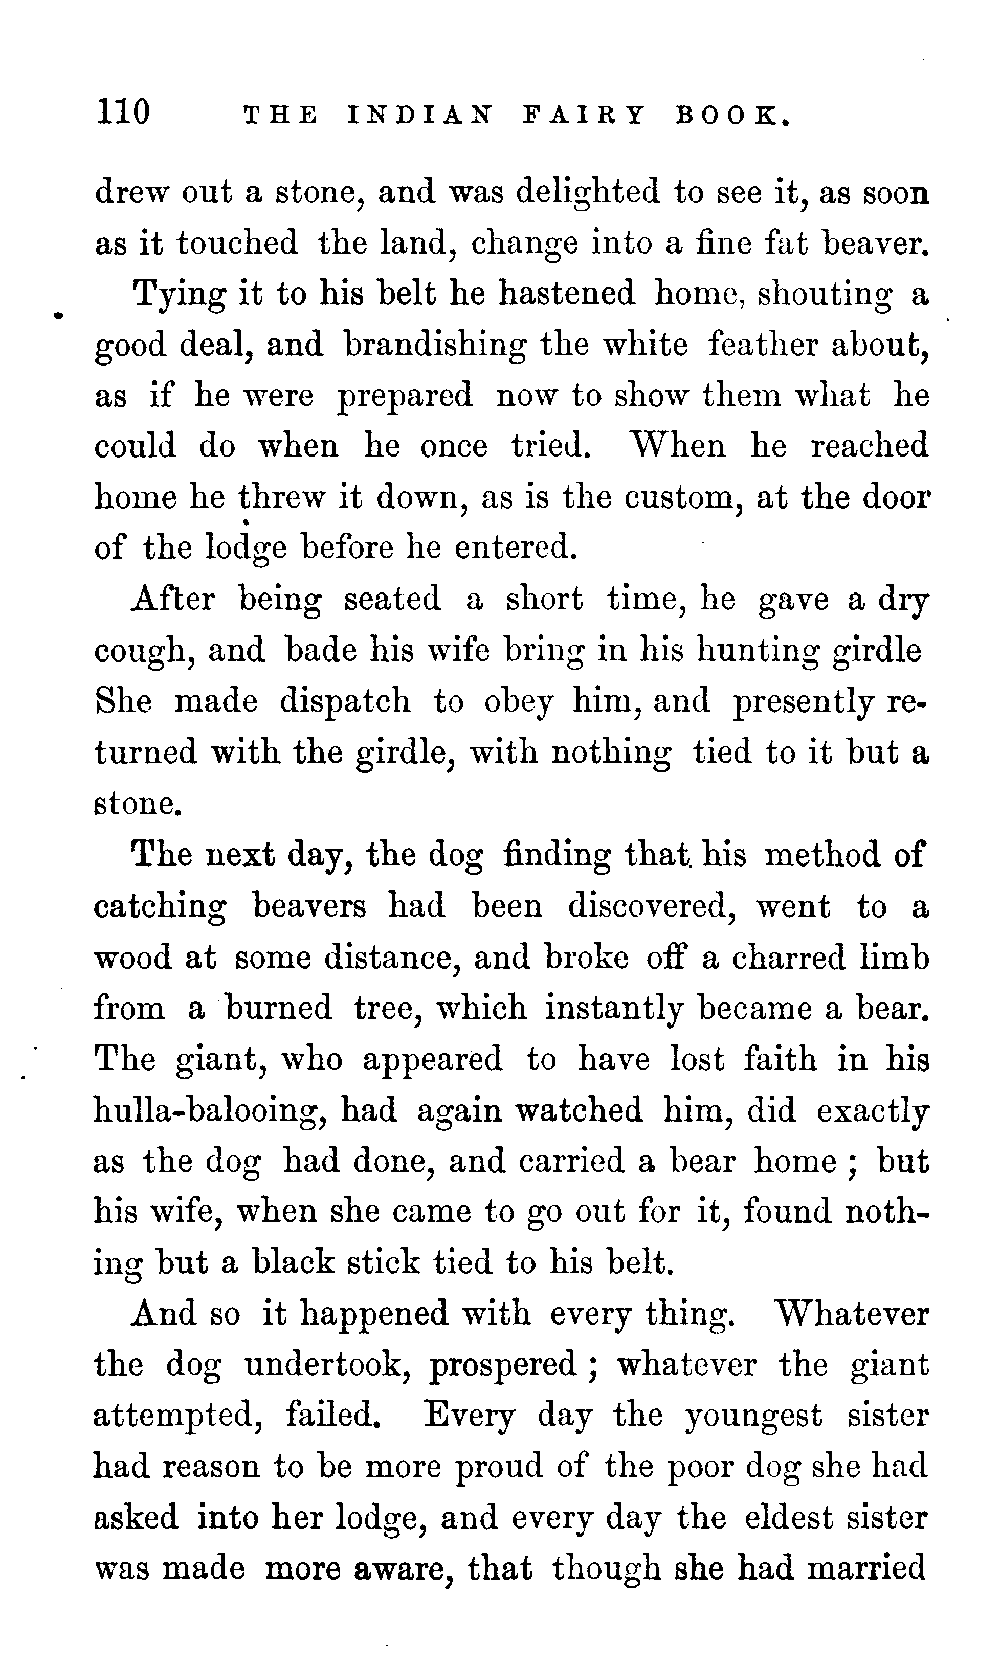 110 THE INDIAN FAIRY BOOK.
drew out a stone, and was delighted to see it, as soon
as it touched the land, change into a fine fat beaver.
Tying it to his belt he hastened home, shouting a
good deal, and brandishing the white feather about,
as if he were prepared now to show them what he
could do when he once tried. When he reached
home he threw it down, as is the custom, at the door
of the lodge before he entered.
After being seated a short time, he gave a dry
cough, and bade his wife bring in his hunting girdle
She made dispatch to obey him, and presently re-
turned with the girdle, with nothing tied to it but a
stone.
The next day, the dog finding that his method of
catching beavers had been discovered, went to a
wood at some distance, and broke off a charred limb
from a burned tree, which instantly became a bear.
The giant, who appeared to have lost faith in his
hulla-balooing, had again watched him, did exactly
as the dog had done, and carried a bear home ; but
his wife, when she came to go out for it, found noth-
ing but a black stick tied to his belt.
And so it happened with every thing. Whatever
the dog undertook, prospered ; whatever the giant
attempted, failed. Every day the youngest sister
had reason to be more proud of the poor dog she had
asked into her lodge, and every day the eldest sister
was made more aware, that though she had married